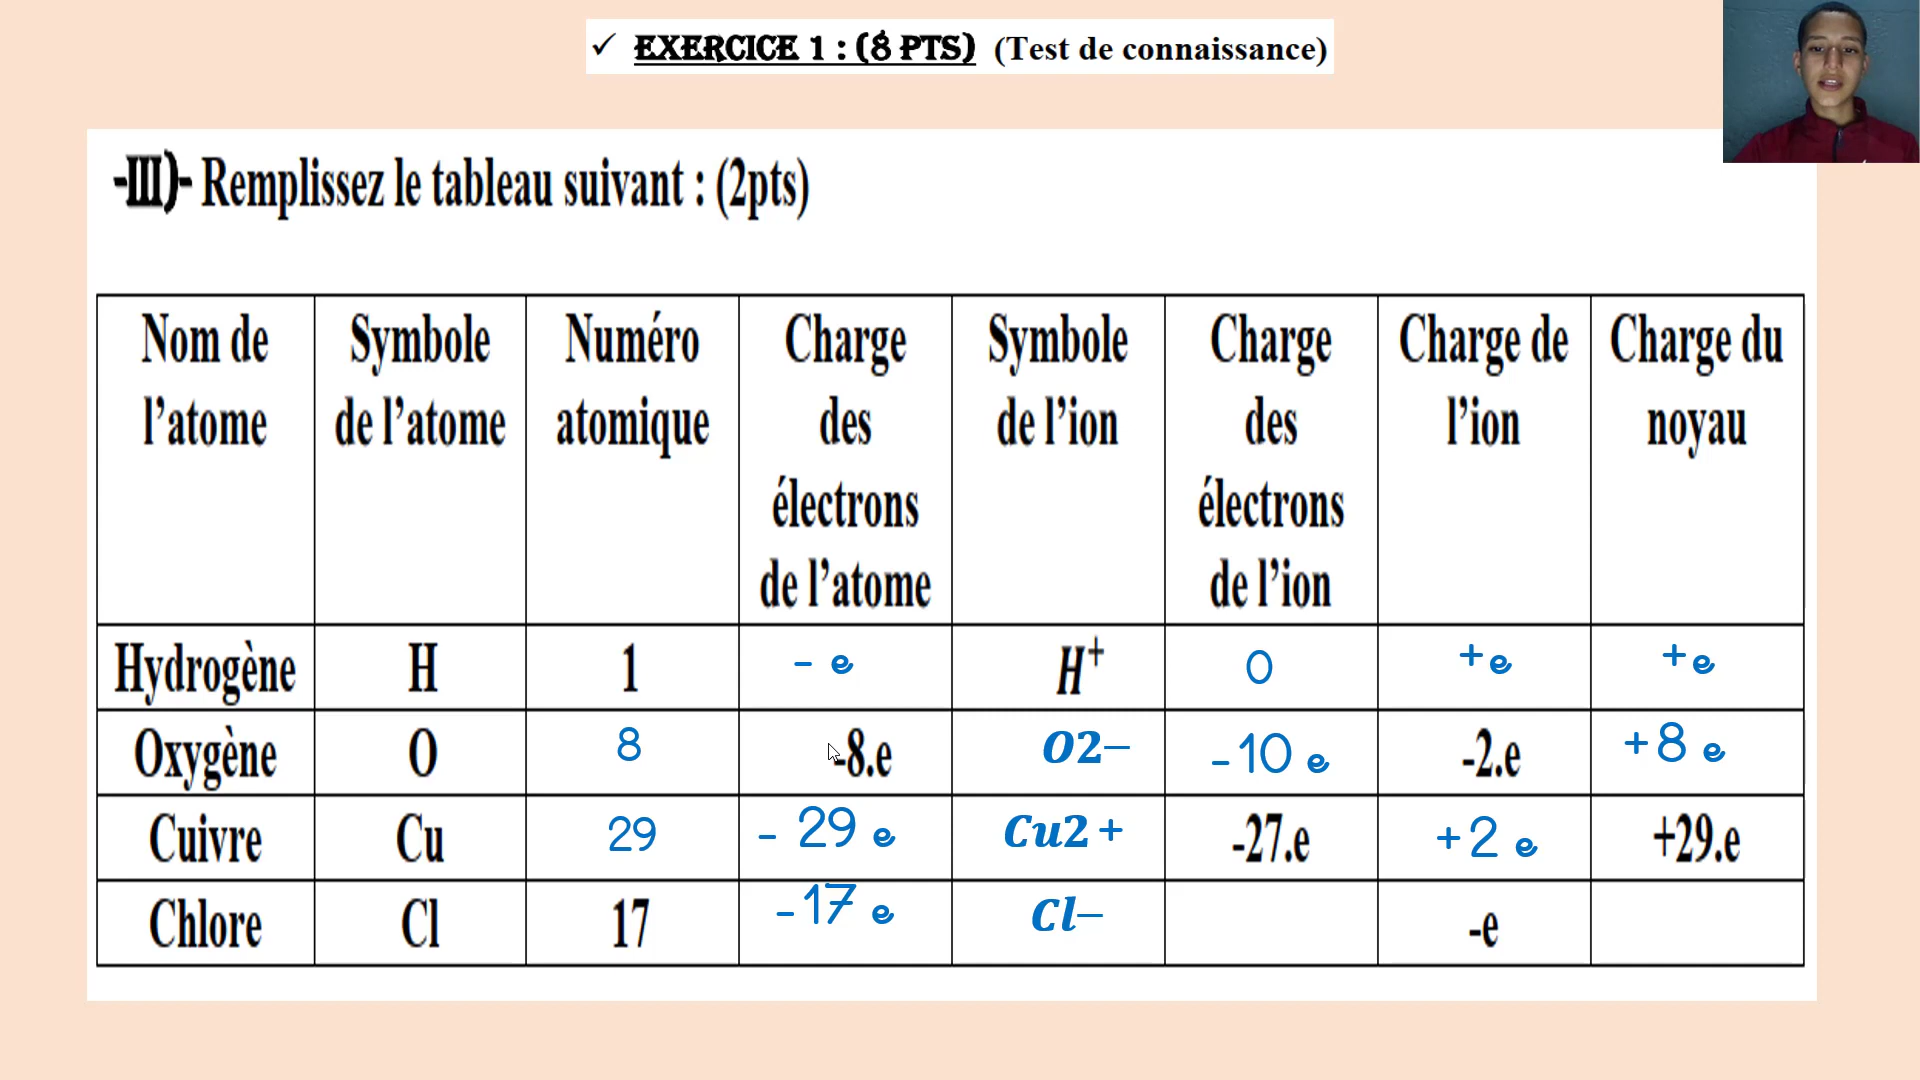 ✓ EXERCICE 1 : (8 PTS) (Test de connaissance)
-III)- Remplissez le tableau suivant : (2pts)
Nom de l’atome | Symbole de l’atome | Numéro atomique | Charge des électrons de l’atome | Symbole de l’ion | Charge des électrons de l’ion | Charge de l’ion | Charge du noyau
Hydrogène | H | 1 | - e | H⁺ | 0 | +e | +e
Oxygène | O | 8 | -8.e | O2– | -10 e | -2.e | +8 e
Cuivre | Cu | 29 | - 29 e | Cu2+ | -27.e | +2 e | +29.e
Chlore | Cl | 17 | -17 e | Cl– | | -e |